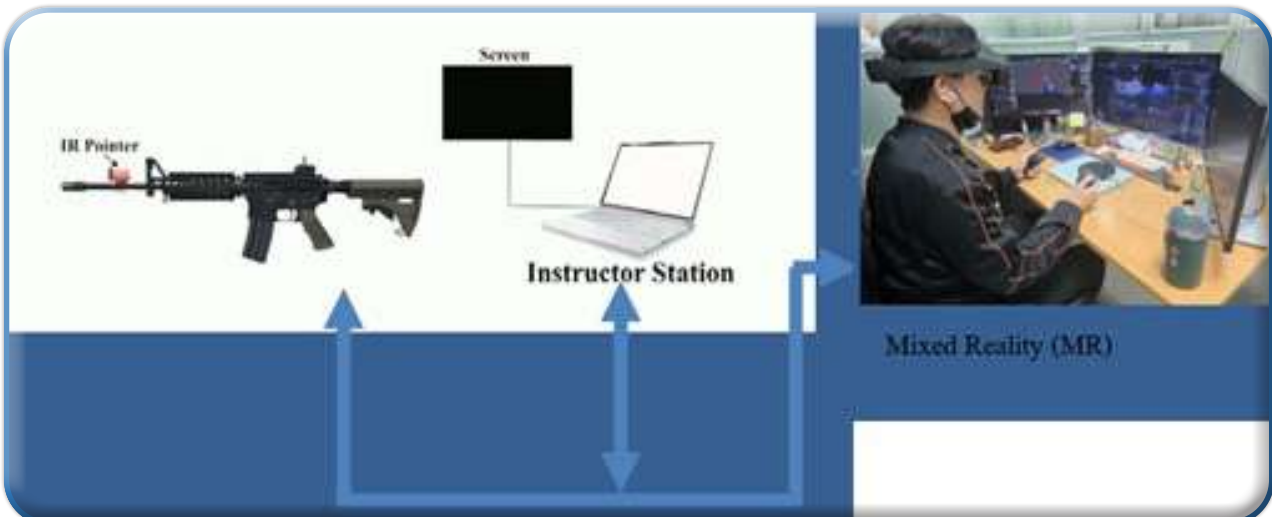 Screen
IR Pointer
Instructor Station
Mixed Reality (MR)